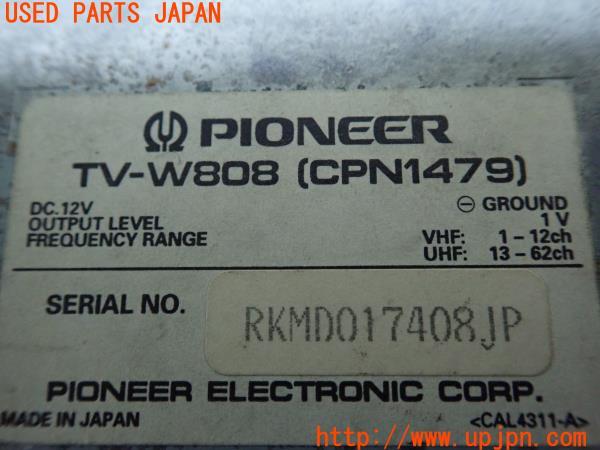 USED PARTS JAPAN
PIONEER
TV-W808 (CPN1479)
DC.12V ⊖ GROUND
OUTPUT LEVEL 1 V
FREQUENCY RANGE VHF: 1-12ch
UHF: 13-62ch
SERIAL NO. RKMD017408JP
PIONEER ELECTRONIC CORP.
MADE IN JAPAN <CAL4311-A>
http://www.upjpn.com/